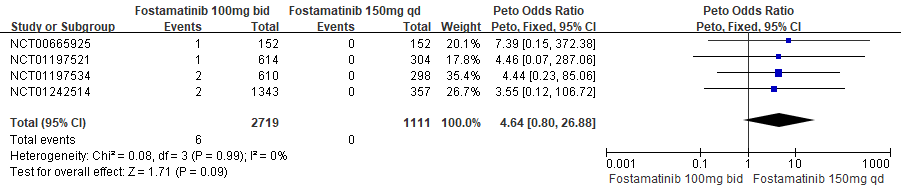 Fostamatinib 100mg bid Fostamatinib 150mg qd Peto Odds Ratio Peto Odds Ratio
Study or Subgroup Events Total Events Total Weight Peto, Fixed, 95% CI Peto, Fixed, 95% CI
NCT00665925 1 152 0 152 20.1% 7.39 [0.15, 372.38]
NCT01197521 1 614 0 304 17.8% 4.46 [0.07, 287.06]
NCT01197534 2 610 0 298 35.4% 4.44 [0.23, 85.06]
NCT01242514 2 1343 0 357 26.7% 3.55 [0.12, 106.72]
Total (95% CI) 2719 1111 100.0% 4.64 [0.80, 26.88]
Total events 6 0
Heterogeneity: Chi² = 0.08, df = 3 (P = 0.99); I² = 0%
Test for overall effect: Z = 1.71 (P = 0.09)
0.001 0.1 1 10 1000
Fostamatinib 100mg bid Fostamatinib 150mg qd